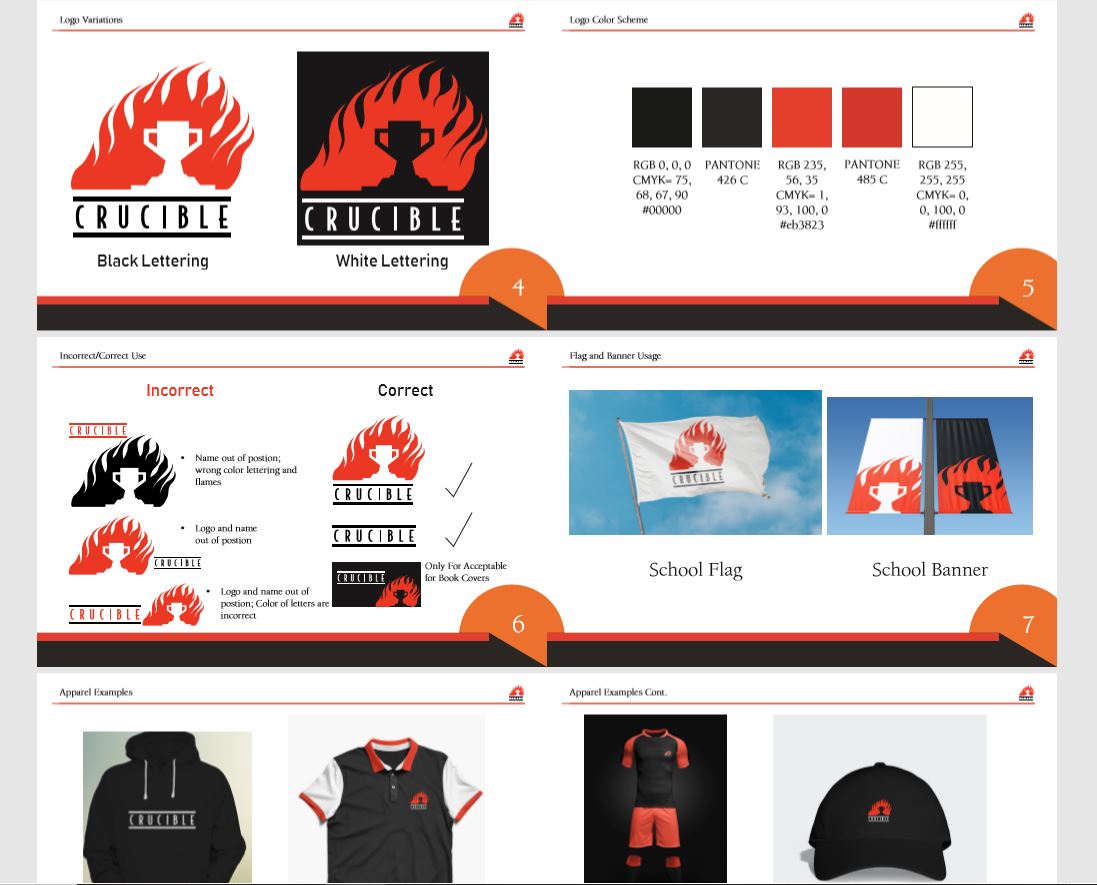 Logo Variations
CRUCIBLE
CRUCIBLE
Black Lettering
White Lettering
4
Logo Color Scheme
RGB 0, 0, 0
CMYK= 75,
68, 67, 90
#00000
PANTONE
426 C
RGB 235,
56, 35
CMYK= 1,
93, 100, 0
#eb3823
PANTONE
485 C
RGB 255,
255, 255
CMYK= 0,
0, 100, 0
#ffffff
5
Incorrect/Correct Use
Incorrect
Correct
CRUCIBLE
• Name out of postion;
wrong color lettering and
flames
• Logo and name
out of postion
CRUCIBLE
• Logo and name out of
postion; Color of letters are
incorrect
CRUCIBLE
CRUCIBLE
CRUCIBLE
CRUCIBLE
Only For Acceptable
for Book Covers
6
Flag and Banner Usage
CRUCIBLE
School Flag
School Banner
7
Apparel Examples
CRUCIBLE
Apparel Examples Cont.